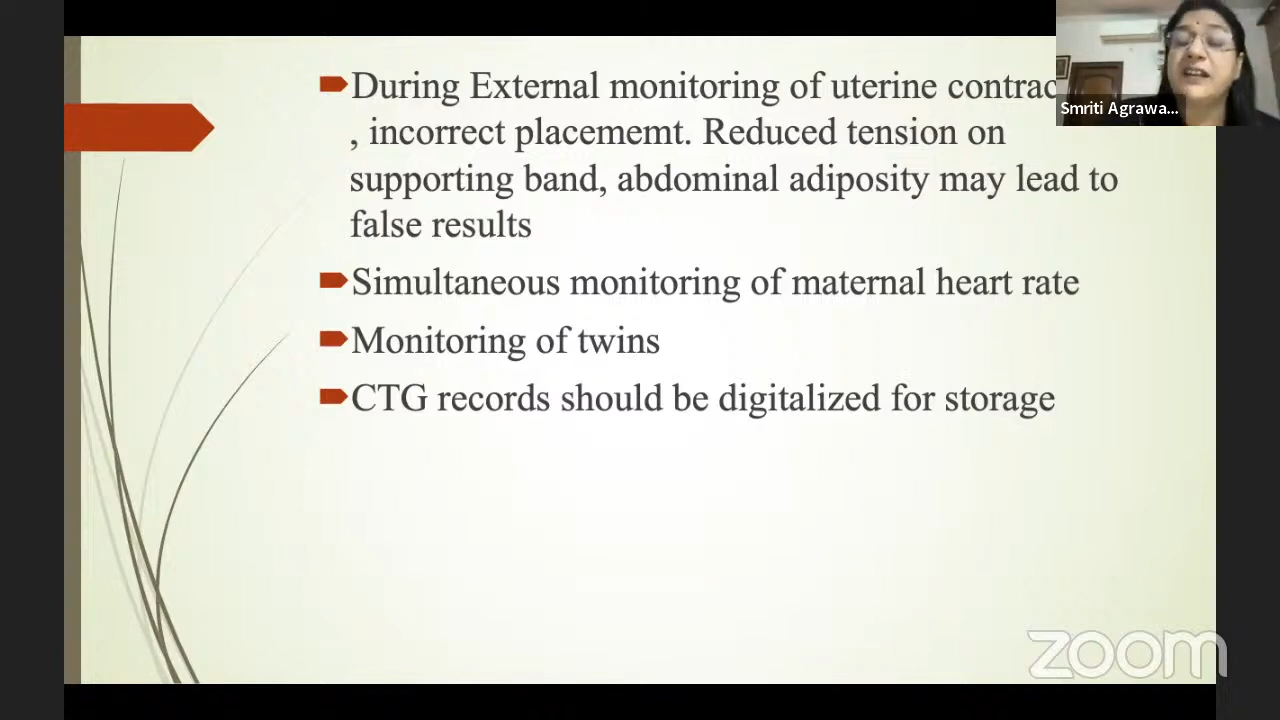 During External monitoring of uterine contrac
, incorrect placememt. Reduced tension on
supporting band, abdominal adiposity may lead to
false results
Simultaneous monitoring of maternal heart rate
Monitoring of twins
CTG records should be digitalized for storage
Smriti Agrawa...
zoom